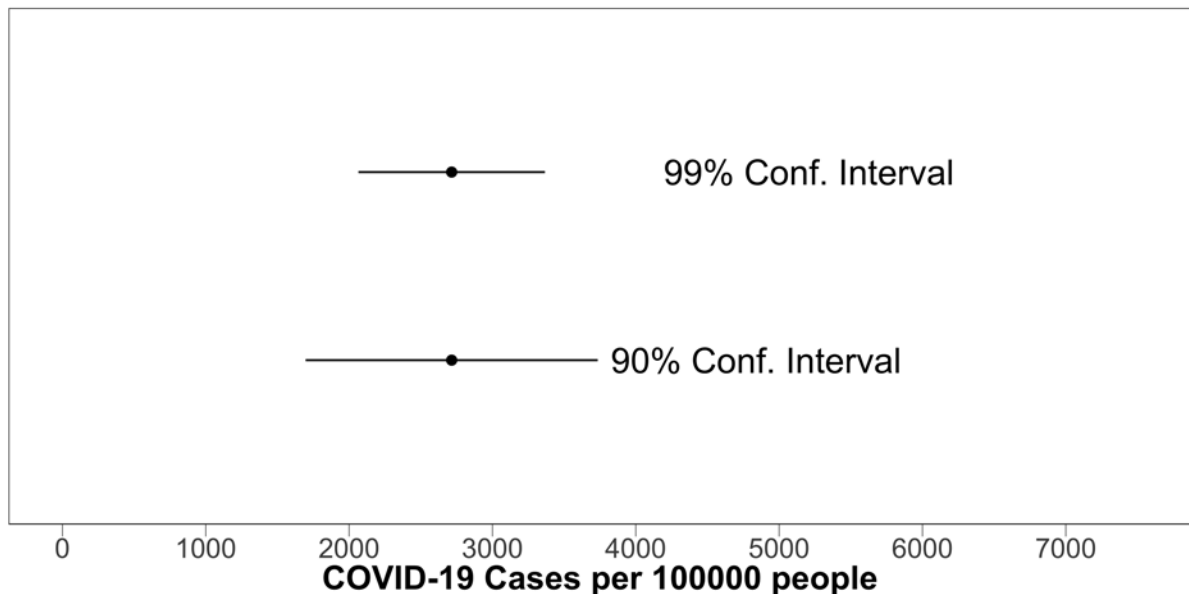 99% Conf. Interval
90% Conf. Interval
0 1000 2000 3000 4000 5000 6000 7000
COVID-19 Cases per 100000 people